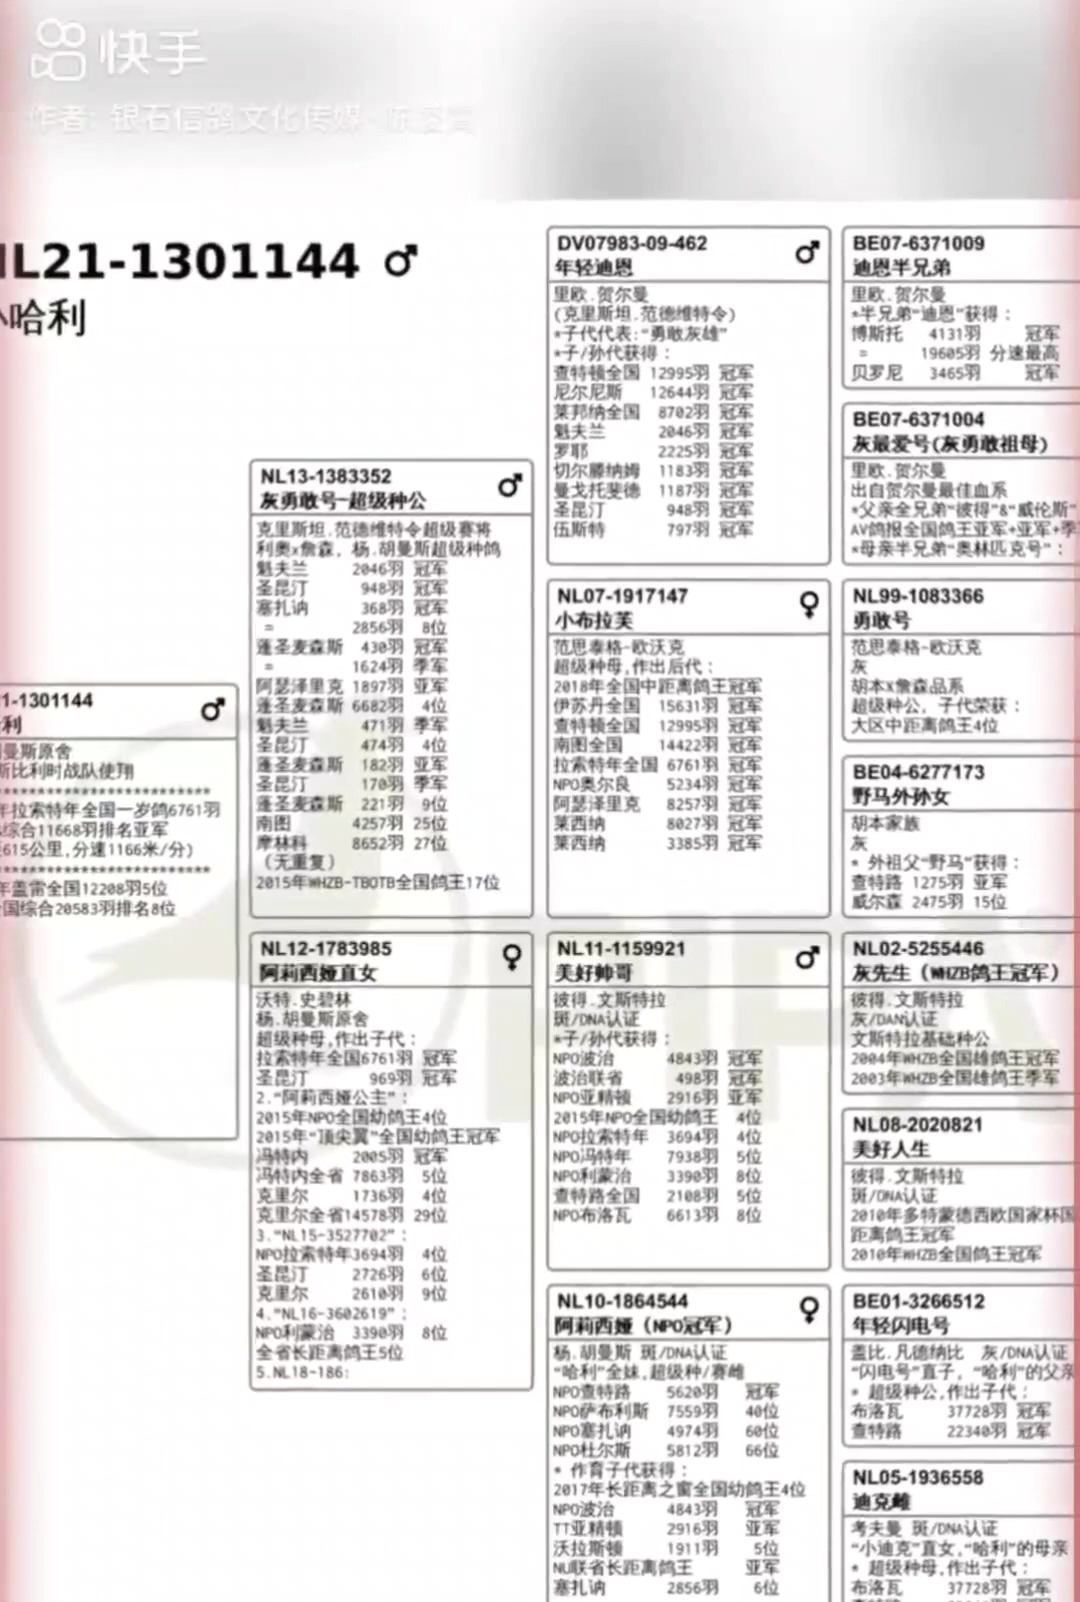 快手
作者：银石信鸽文化传媒
NL21-1301144 ♂
小哈利
1-1301144 ♂
利
曼斯原舍
斯比利时战队使翔
******************************
年拉索特年全国一岁鸽6761羽
综合11668羽排名亚军
615公里,分速1166米/分)
******************************
年盖雷全国12208羽5位
国综合20583羽排名8位
NL13-1383352 ♂
灰勇敢号-超级种公
克里斯坦.范德维特令超级赛将
利奥x詹森, 杨.胡曼斯超级种鸽
魁夫兰 2046羽 冠军
圣昆汀 948羽 冠军
塞扎讷 368羽 冠军
= 2856羽 8位
蓬圣麦森斯 430羽 冠军
= 1624羽 季军
阿瑟泽里克 1897羽 亚军
蓬圣麦森斯 6682羽 4位
魁夫兰 471羽 季军
圣昆汀 474羽 4位
蓬圣麦森斯 182羽 亚军
圣昆汀 170羽 季军
蓬圣麦森斯 221羽 9位
南图 4257羽 25位
摩林科 8652羽 27位
(无重复)
2015年WHZB-TBOTB全国鸽王17位
NL12-1783985 ♀
阿莉西娅直女
沃特.史碧林
杨.胡曼斯原舍
超级种母,作出子代：
拉索特年全国6761羽 冠军
圣昆汀 969羽 冠军
2."阿莉西娅公主"：
2015年NPO全国幼鸽王4位
2015年"顶尖翼"全国幼鸽王冠军
冯特内 2005羽 冠军
冯特内全省 7863羽 5位
克里尔 1736羽 4位
克里尔全省14578羽 29位
3."NL15-3527702"：
NPO拉索特年3694羽 4位
圣昆汀 2726羽 6位
克里尔 2610羽 9位
4."NL16-3602619"：
NPO利蒙治 3390羽 8位
全省长距离鸽王5位
5.NL18-186:
DV07983-09-462 ♂
年轻迪恩
里欧.贺尔曼
(克里斯坦.范德维特令)
*子代代表:"勇敢灰雄"
*子/孙代获得：
查特顿全国 12995羽 冠军
尼尔尼斯 12644羽 冠军
莱邦纳全国 8702羽 冠军
魁夫兰 2046羽 冠军
罗耶 2225羽 冠军
切尔滕纳姆 1183羽 冠军
曼戈托斐德 1187羽 冠军
圣昆汀 948羽 冠军
伍斯特 797羽 冠军
NL07-1917147 ♀
小布拉芙
范思泰格-欧沃克
超级种母,作出后代：
2018年全国中距离鸽王冠军
伊苏丹全国 15631羽 冠军
查特顿全国 12995羽 冠军
南图全国 14422羽 冠军
拉索特年全国 6761羽 冠军
NPO奥尔良 5234羽 冠军
阿瑟泽里克 8257羽 冠军
莱西纳 8027羽 冠军
莱西纳 3385羽 冠军
NL11-1159921 ♂
美好帅哥
彼得.文斯特拉
斑/DNA认证
*子/孙代获得：
NPO波治 4843羽 冠军
波治联省 498羽 冠军
NPO亚精顿 2916羽 亚军
2015年NPO全国幼鸽王 4位
NPO拉索特年 3694羽 4位
NPO冯特年 7938羽 5位
NPO利蒙治 3390羽 8位
查特路全国 2108羽 5位
NPO布洛瓦 6613羽 8位
NL10-1864544 ♀
阿莉西娅 (NPO冠军)
杨.胡曼斯 斑/DNA认证
"哈利"全妹,超级种/赛雌
NPO查特路 5620羽 冠军
NPO萨布利斯 7559羽 40位
NPO塞扎讷 4974羽 60位
NPO杜尔斯 5812羽 66位
* 作育子代获得：
2017年长距离之窗全国幼鸽王4位
NPO波治 4843羽 冠军
TT亚精顿 2916羽 亚军
沃拉斯顿 1911羽 5位
NU联省长距离鸽王 亚军
塞扎讷 2856羽 6位
BE07-6371009
迪恩半兄弟
里欧.贺尔曼
*半兄弟"迪恩"获得：
博斯托 4131羽 冠军
= 19605羽 分速最高
贝罗尼 3465羽 冠军
BE07-6371004
灰最爱号(灰勇敢祖母)
里欧.贺尔曼
出自贺尔曼最佳血系
*父亲全兄弟"彼得"&"威伦斯"
AV鸽报全国鸽王亚军+亚军+季
*母亲半兄弟"奥林匹克号"：
NL99-1083366
勇敢号
范思泰格-欧沃克
灰
胡本x詹森品系
超级种公, 子代荣获：
大区中距离鸽王4位
BE04-6277173
野马外孙女
胡本家族
灰
* 外祖父"野马"获得：
查特路 1275羽 亚军
威尔森 2475羽 15位
NL02-5255446
灰先生 (WHZB鸽王冠军)
彼得.文斯特拉
灰/DAN认证
文斯特拉基础种公
2004年WHZB全国雄鸽王冠军
2003年WHZB全国雄鸽王季军
NL08-2020821
美好人生
彼得.文斯特拉
斑/DNA认证
2010年多特蒙德西欧国家杯国
距离鸽王冠军
2010年WHZB全国鸽王冠军
BE01-3266512
年轻闪电号
盖比.凡德纳比 灰/DNA认证
"闪电号"直子, "哈利"的父亲
* 超级种公,作出子代：
布洛瓦 37728羽 冠军
查特路 22340羽 冠军
NL05-1936558
迪克雌
考夫曼 斑/DNA认证
"小迪克"直女,"哈利"的母亲
* 超级种母,作出子代：
布洛瓦 37728羽 冠军